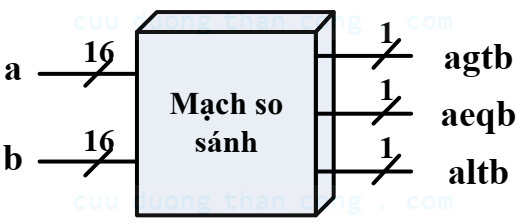 cuu duong than cong . com
16
1
a
agtb
16
Mạch so
sánh
1
aeqb
b
1
altb
cuu duong than cong . com